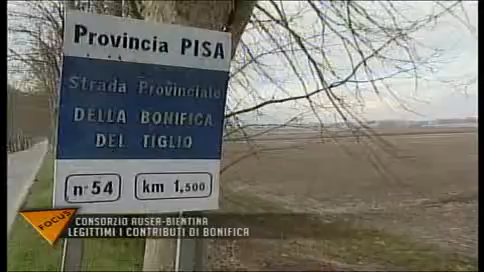 Provincia PISA
Strada Provinciale
DELLA BONIFICA
DEL TIGLIO
n° 54
km 1,500
FOCUS
CONSORZIO AUSER-BIENTINA
LEGITTIMI I CONTRIBUTI DI BONIFICA